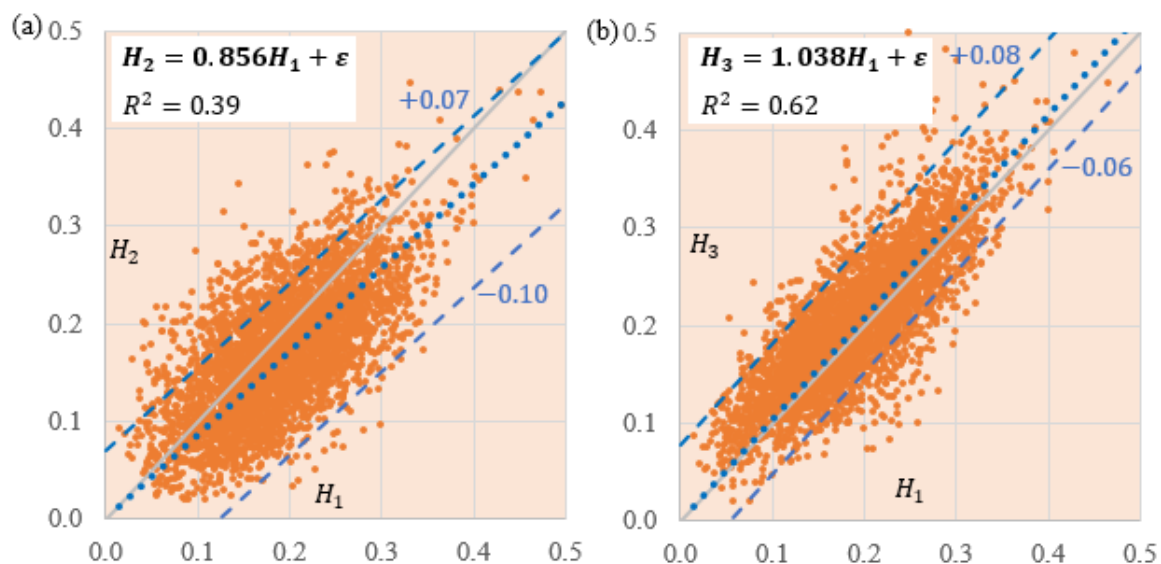 (a)
0.5
0.4
0.3
0.2
0.1
0.0
H₂ = 0.856H₁ + ε
R² = 0.39
+0.07
−0.10
H₂
H₁
0.0 0.1 0.2 0.3 0.4 0.5
(b)
0.5
0.4
0.3
0.2
0.1
0.0
H₃ = 1.038H₁ + ε
R² = 0.62
+0.08
−0.06
H₃
H₁
0.0 0.1 0.2 0.3 0.4 0.5